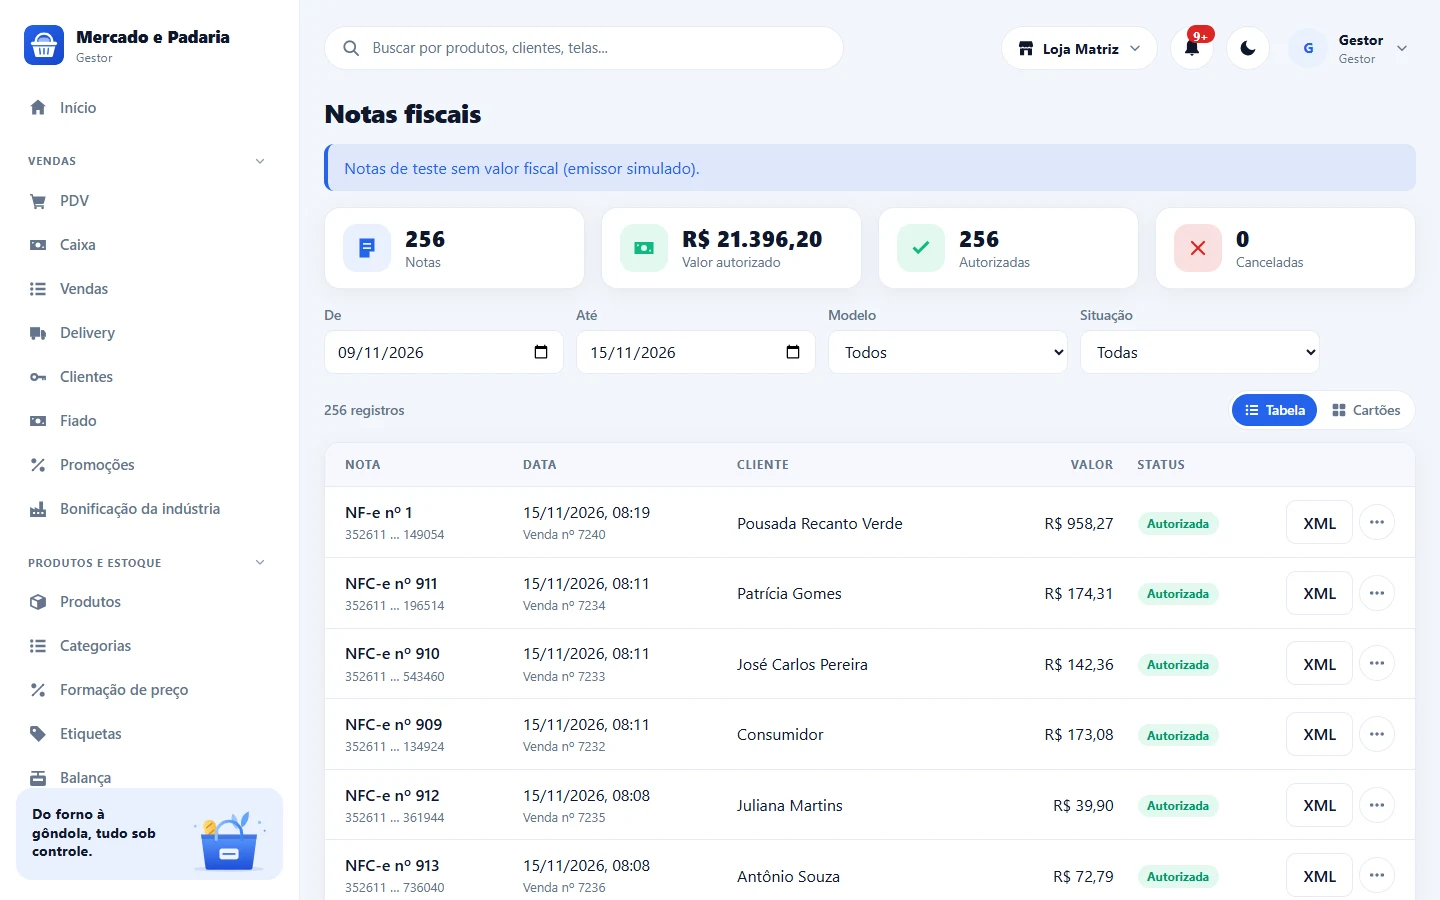 Mercado e Padaria
Gestor
Início
VENDAS
PDV
Caixa
Vendas
Delivery
Clientes
Fiado
Promoções
Bonificação da indústria
PRODUTOS E ESTOQUE
Produtos
Categorias
Formação de preço
Etiquetas
Balança
Do forno à
gôndola, tudo sob
controle.
Buscar por produtos, clientes, telas...
Loja Matriz
9+
G
Gestor
Gestor
Notas fiscais
Notas de teste sem valor fiscal (emissor simulado).
256
Notas
R$ 21.396,20
Valor autorizado
256
Autorizadas
0
Canceladas
De
Até
Modelo
Situação
09/11/2026
15/11/2026
Todos
Todas
256 registros
Tabela
Cartões
NOTA DATA CLIENTE VALOR STATUS
NF-e nº 1
352611 ... 149054
15/11/2026, 08:19
Venda nº 7240
Pousada Recanto Verde
R$ 958,27
Autorizada
XML
NFC-e nº 911
352611 ... 196514
15/11/2026, 08:11
Venda nº 7234
Patrícia Gomes
R$ 174,31
Autorizada
XML
NFC-e nº 910
352611 ... 543460
15/11/2026, 08:11
Venda nº 7233
José Carlos Pereira
R$ 142,36
Autorizada
XML
NFC-e nº 909
352611 ... 134924
15/11/2026, 08:11
Venda nº 7232
Consumidor
R$ 173,08
Autorizada
XML
NFC-e nº 912
352611 ... 361944
15/11/2026, 08:08
Venda nº 7235
Juliana Martins
R$ 39,90
Autorizada
XML
NFC-e nº 913
352611 ... 736040
15/11/2026, 08:08
Venda nº 7236
Antônio Souza
R$ 72,79
Autorizada
XML